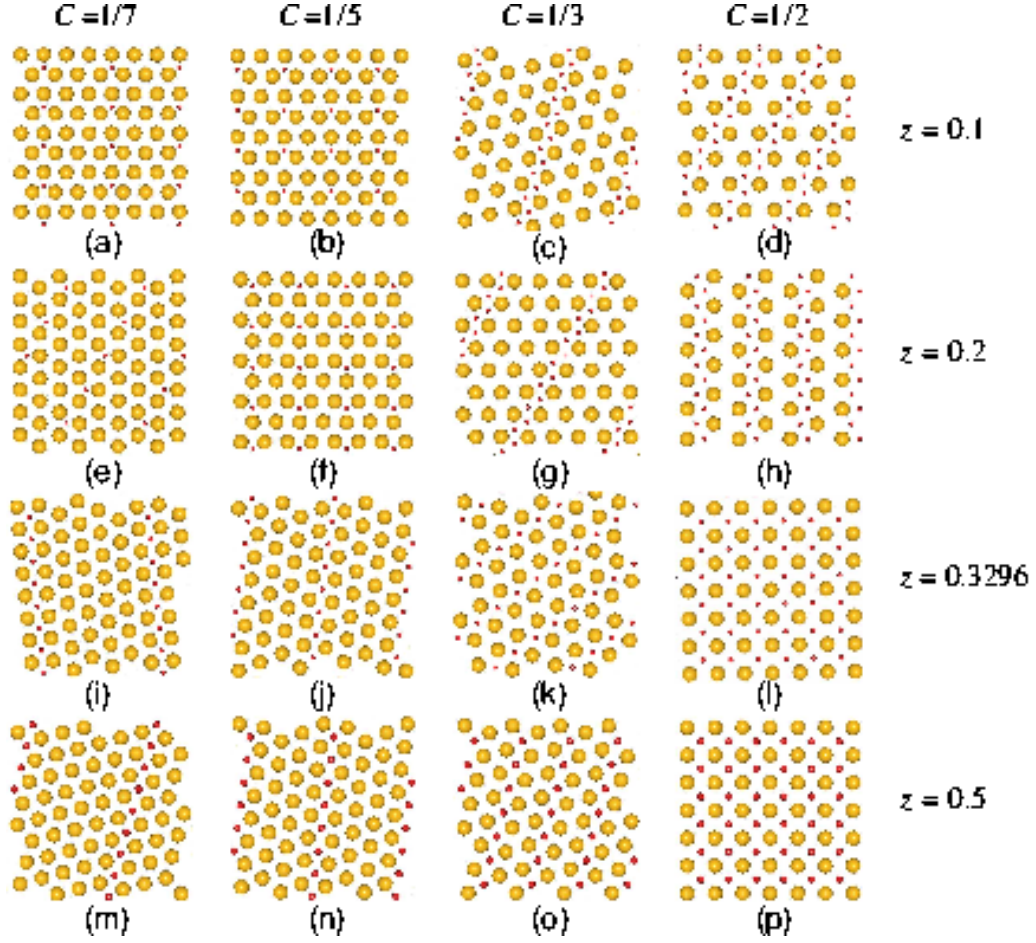 C=1/7 C=1/5 C=1/3 C=1/2
z = 0.1
(a) (b) (c) (d)
z = 0.2
(e) (f) (g) (h)
z = 0.3296
(i) (j) (k) (l)
z = 0.5
(m) (n) (o) (p)